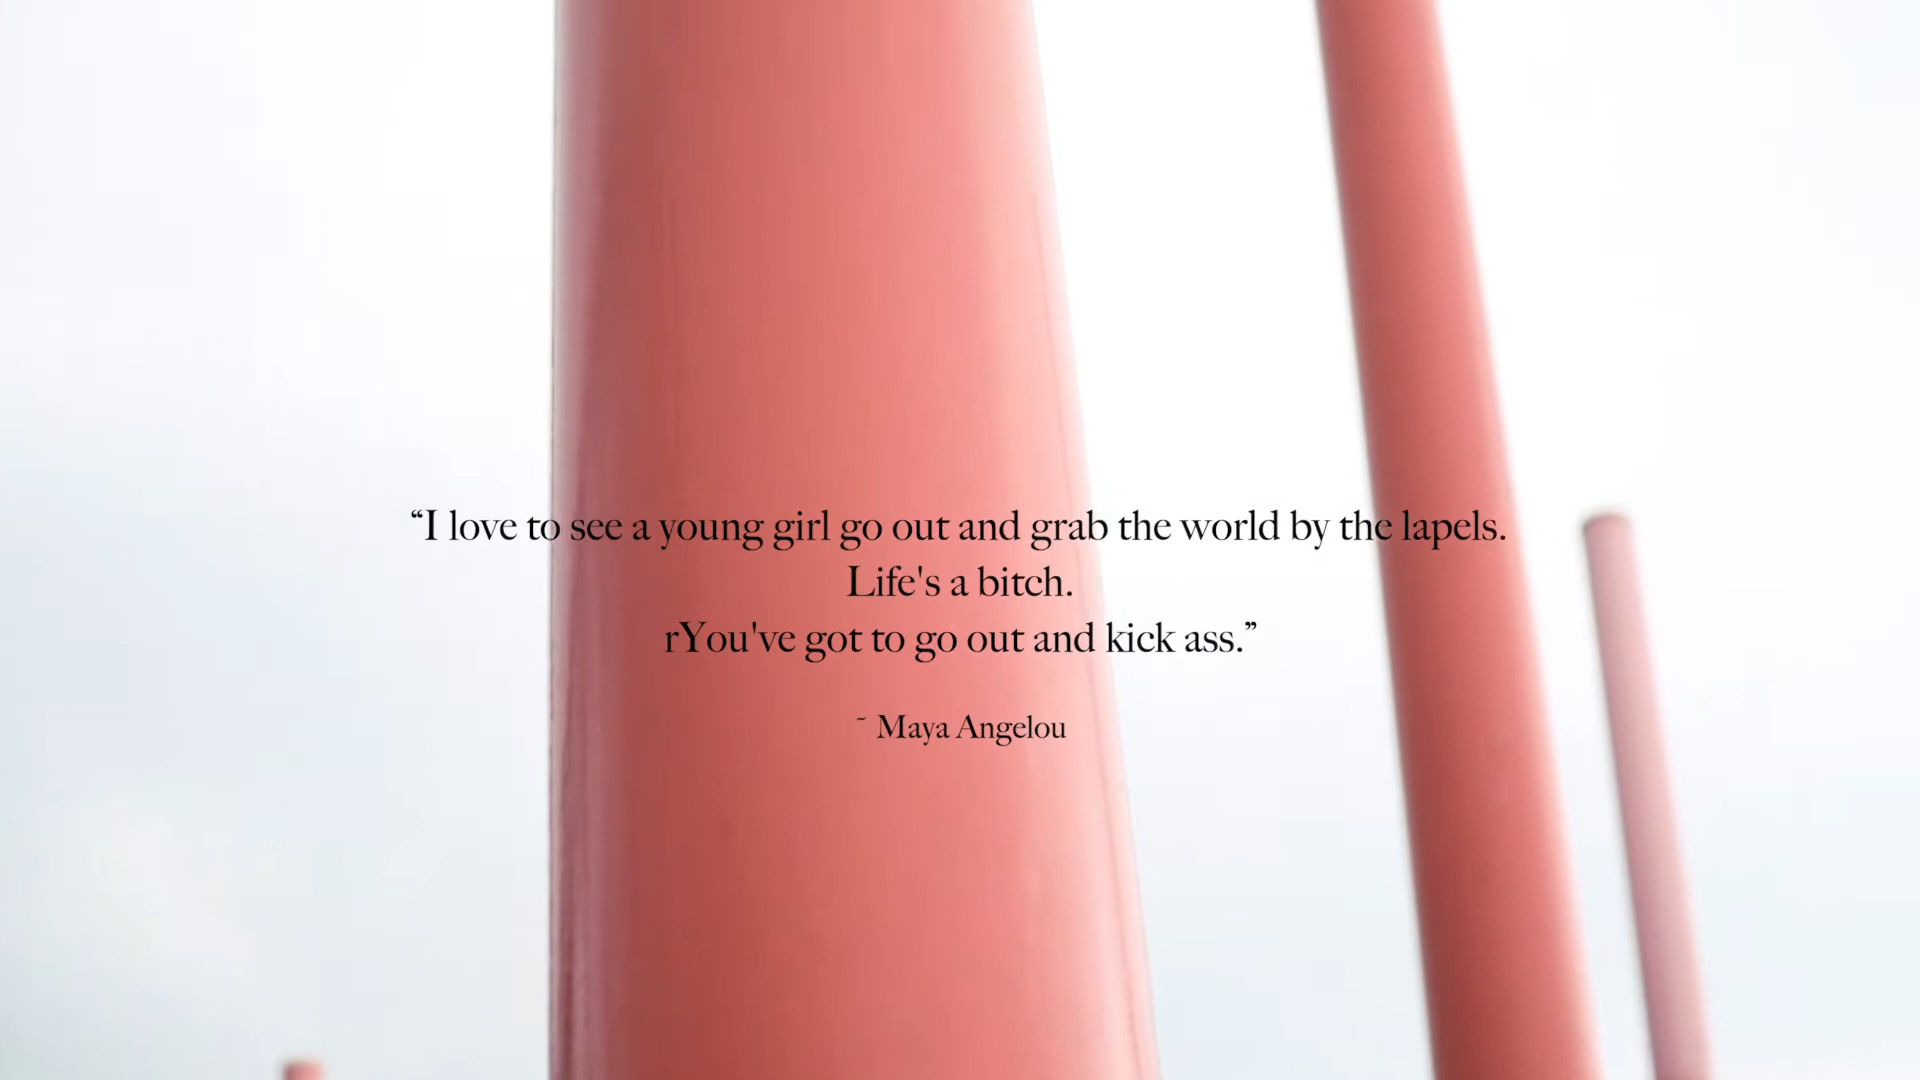 “I love to see a young girl go out and grab the world by the lapels.
Life's a bitch.
rYou've got to go out and kick ass.”
~ Maya Angelou